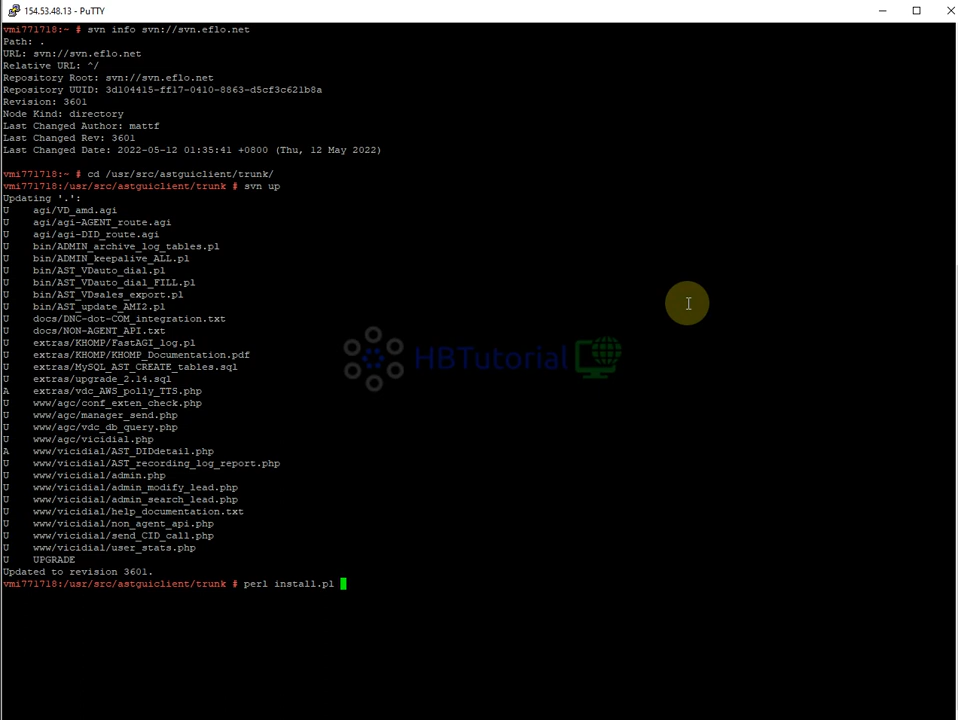 154.53.48.13 - PuTTY
vmi771718:~ # svn info svn://svn.eflo.net
Path: .
URL: svn://svn.eflo.net
Relative URL: ^/
Repository Root: svn://svn.eflo.net
Repository UUID: 3d104415-ff17-0410-8863-d5cf3c621b8a
Revision: 3601
Node Kind: directory
Last Changed Author: mattf
Last Changed Rev: 3601
Last Changed Date: 2022-05-12 01:35:41 +0800 (Thu, 12 May 2022)
vmi771718:~ # cd /usr/src/astguiclient/trunk/
vmi771718:/usr/src/astguiclient/trunk # svn up
Updating '.':
U    agi/VD_amd.agi
U    agi/agi-AGENT_route.agi
U    agi/agi-DID_route.agi
U    bin/ADMIN_archive_log_tables.pl
U    bin/ADMIN_keepalive_ALL.pl
U    bin/AST_VDauto_dial.pl
U    bin/AST_VDauto_dial_FILL.pl
U    bin/AST_VDsales_export.pl
U    bin/AST_update_AMI2.pl
U    docs/DNC-dot-COM_integration.txt
U    docs/NON-AGENT_API.txt
U    extras/KHOMP/FastAGI_log.pl
U    extras/KHOMP/KHOMP_Documentation.pdf
U    extras/MySQL_AST_CREATE_tables.sql
U    extras/upgrade_2.14.sql
A    extras/vdc_AWS_polly_TTS.php
U    www/agc/conf_exten_check.php
U    www/agc/manager_send.php
U    www/agc/vdc_db_query.php
U    www/agc/vicidial.php
A    www/vicidial/AST_DIDdetail.php
U    www/vicidial/AST_recording_log_report.php
U    www/vicidial/admin.php
U    www/vicidial/admin_modify_lead.php
U    www/vicidial/admin_search_lead.php
U    www/vicidial/help_documentation.txt
U    www/vicidial/non_agent_api.php
U    www/vicidial/send_CID_call.php
U    www/vicidial/user_stats.php
U    UPGRADE
Updated to revision 3601.
vmi771718:/usr/src/astguiclient/trunk # perl install.pl
HBTutorial